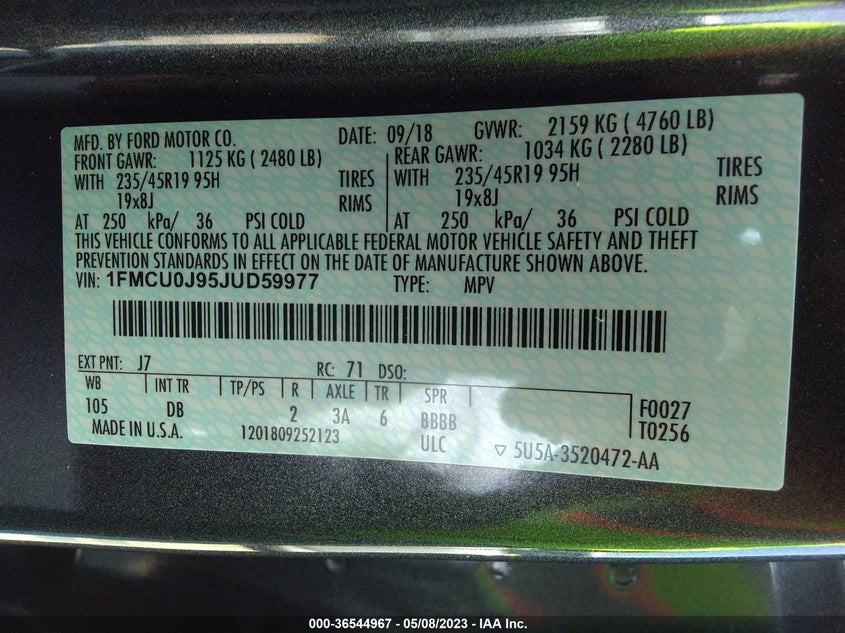 MFD. BY FORD MOTOR CO. DATE: 09/18 GVWR: 2159 KG ( 4760 LB)
FRONT GAWR: 1125 KG ( 2480 LB) REAR GAWR: 1034 KG ( 2280 LB)
WITH 235/45R19 95H TIRES WITH 235/45R19 95H TIRES
19x8J RIMS 19x8J RIMS
AT 250 kPa/ 36 PSI COLD AT 250 kPa/ 36 PSI COLD
THIS VEHICLE CONFORMS TO ALL APPLICABLE FEDERAL MOTOR VEHICLE SAFETY AND THEFT
PREVENTION STANDARDS IN EFFECT ON THE DATE OF MANUFACTURE SHOWN ABOVE.
VIN: 1FMCU0J95JUD59977 TYPE: MPV
EXT PNT: J7 RC: 71 DSO:
WB INT TR TP/PS R AXLE TR SPR
105 DB 2 3A 6 BBBB F0027
MADE IN U.S.A. 1201809252123 ULC T0256
5U5A-3520472-AA
000-36544967 - 05/08/2023 - IAA Inc.